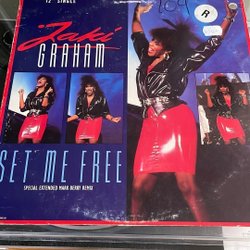 12" SINGLE
Jaki
GRAHAM
R
SET ME FREE
SPECIAL EXTENDED MARK BERRY REMIX